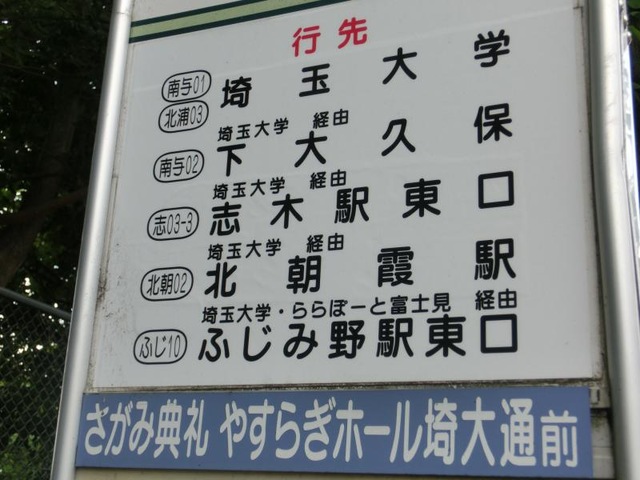 行先
南与01 埼玉大学
北浦03
埼玉大学 経由
南与02 下大久保
埼玉大学 経由
志03-3 志木駅東口
埼玉大学 経由
北朝02 北朝霞駅
埼玉大学・ららぽーと富士見 経由
ふじ10 ふじみ野駅東口
さがみ典礼 やすらぎホール埼大通前